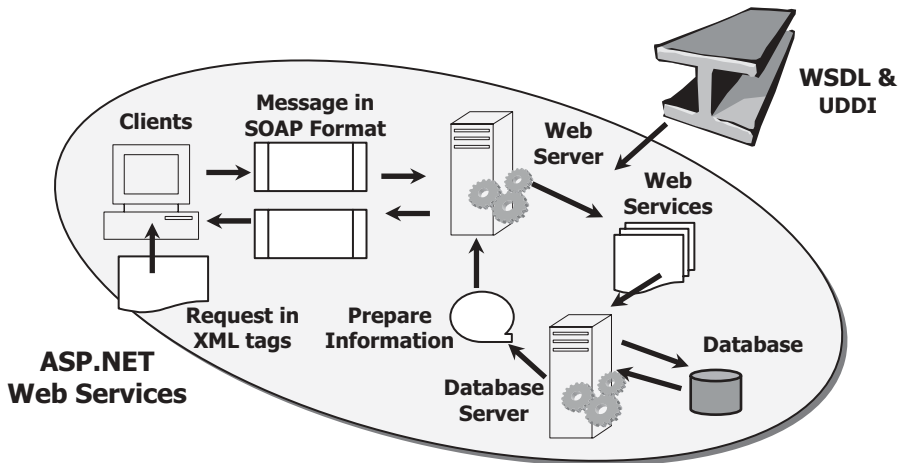 WSDL &
UDDI
Clients
Message in
SOAP Format
Web
Server
Web
Services
Request in
XML tags
Prepare
Information
Database
Database
Server
ASP.NET
Web Services